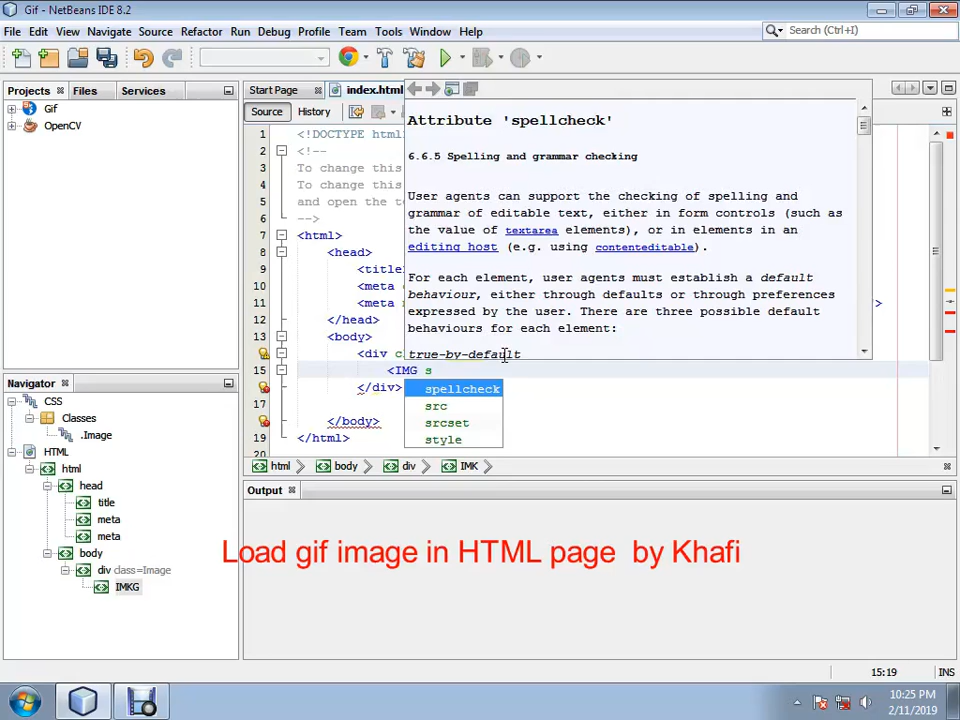 Gif - NetBeans IDE 8.2
File Edit View Navigate Source Refactor Run Debug Profile Team Tools Window Help
Search (Ctrl+I)
Projects Files Services
Gif
OpenCV
Start Page index.html
Source History
1 <!DOCTYPE html
2 <!--
3 To change this
4 To change this
5 and open the te
6 -->
7 <html>
8 <head>
9 <title
10 <meta
11 <meta n />
12 </head>
13 <body>
<div c
15 <IMG s
</div>
17
</body>
19 </html>
20
Attribute 'spellcheck'
6.6.5 Spelling and grammar checking
User agents can support the checking of spelling and
grammar of editable text, either in form controls (such as
the value of textarea elements), or in elements in an
editing host (e.g. using contenteditable).
For each element, user agents must establish a default
behaviour, either through defaults or through preferences
expressed by the user. There are three possible default
behaviours for each element:
true-by-default
spellcheck
src
srcset
style
html body div IMK
Navigator
CSS
Classes
.Image
HTML
html
head
title
meta
meta
body
div class=Image
IMKG
Output
Load gif image in HTML page by Khafi
15:19 INS
10:25 PM
2/11/2019